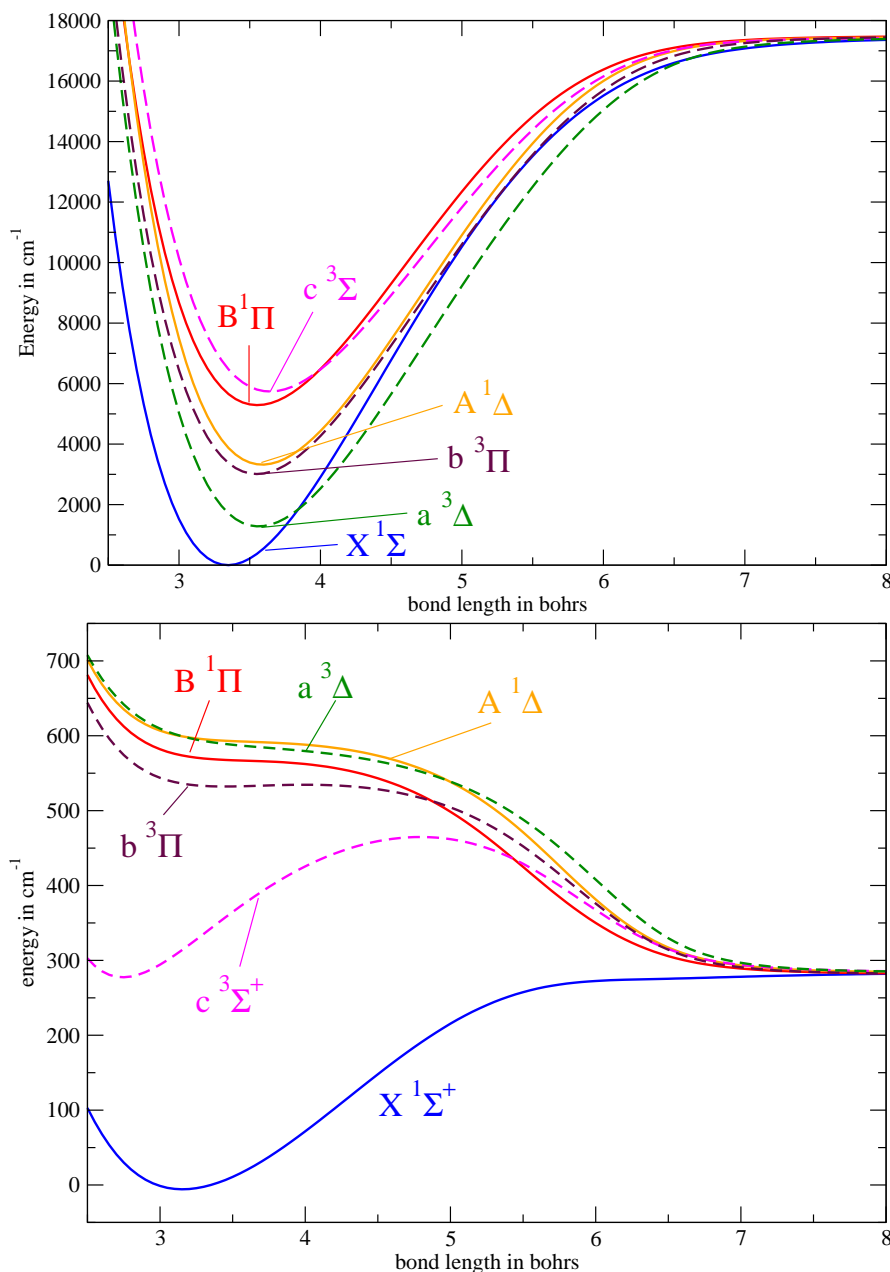 18000
16000
14000
12000
10000
8000
6000
4000
2000
0
Energy in cm⁻¹
c ³Σ
B¹Π
A ¹Δ
b ³Π
a ³Δ
X ¹Σ
3 4 5 6 7 8
bond length in bohrs
700
600
500
400
300
200
100
0
energy in cm⁻¹
B ¹Π
a ³Δ
A ¹Δ
b ³Π
c ³Σ⁺
X ¹Σ⁺
3 4 5 6 7 8
bond length in bohrs